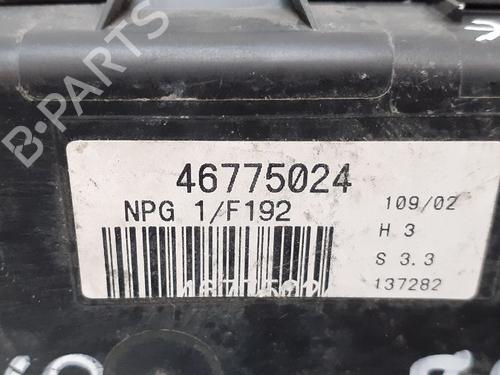 B-PARTS
46775024
NPG 1/F192
109/02
H 3
S 3.3
137282